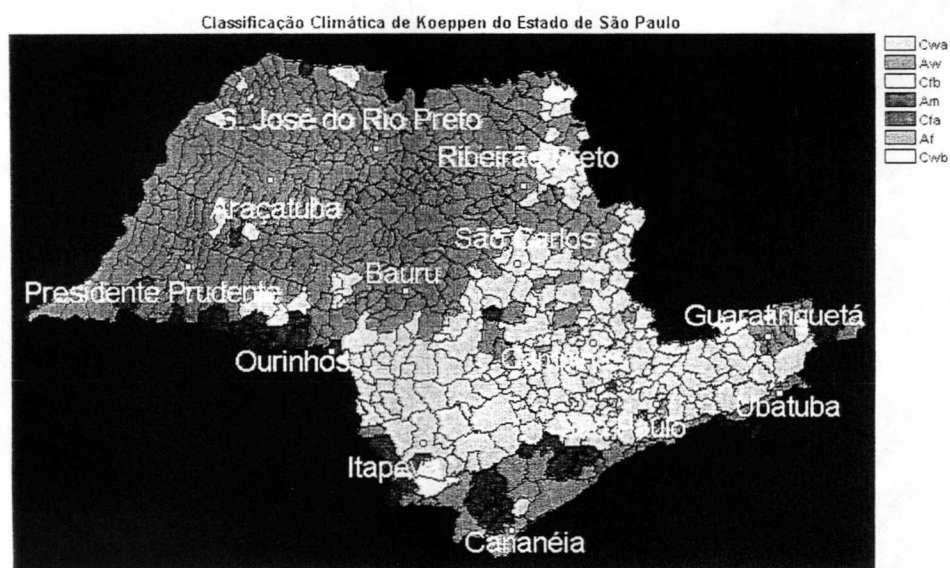 Classificação Climática de Koeppen do Estado de São Paulo
Cwa
Aw
Cfb
Am
Cfa
Af
Cwb
S. José do Rio Preto
Ribeirão Preto
Araçatuba
São Carlos
Bauru
Presidente Prudente
Guaratinguetá
Ourinhos
Campinas
Ubatuba
São Paulo
Itapeva
Cananéia